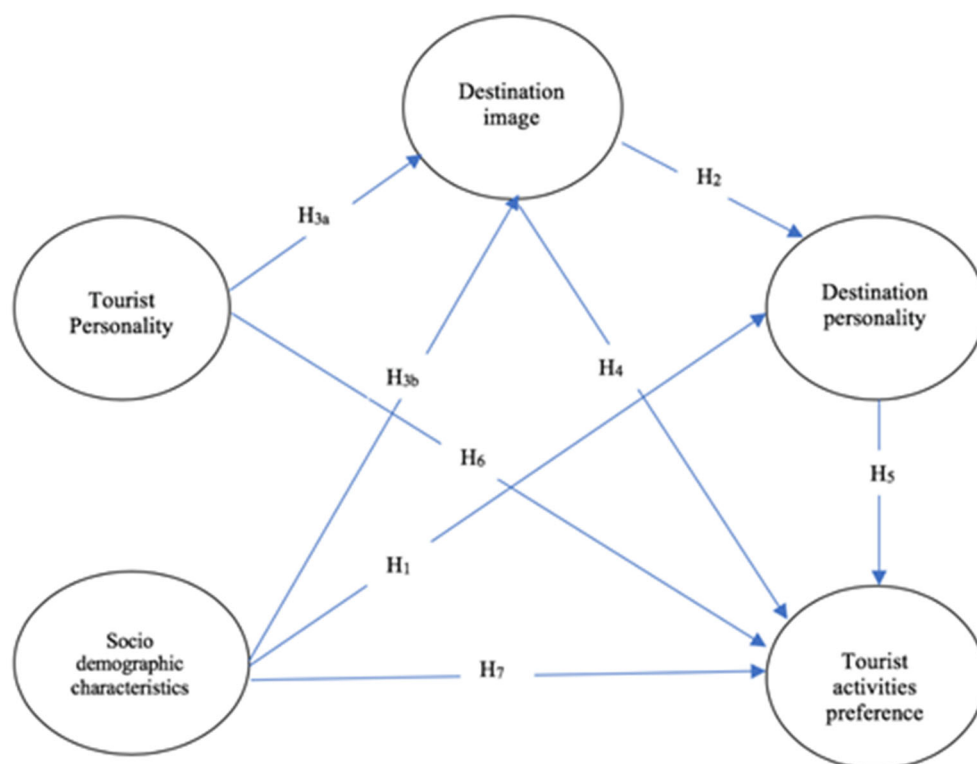 Destination
image
H2
H3a
Tourist
Personality
Destination
personality
H3b
H4
H6
H5
H1
Socio
demographic
characteristics
H7
Tourist
activities
preference